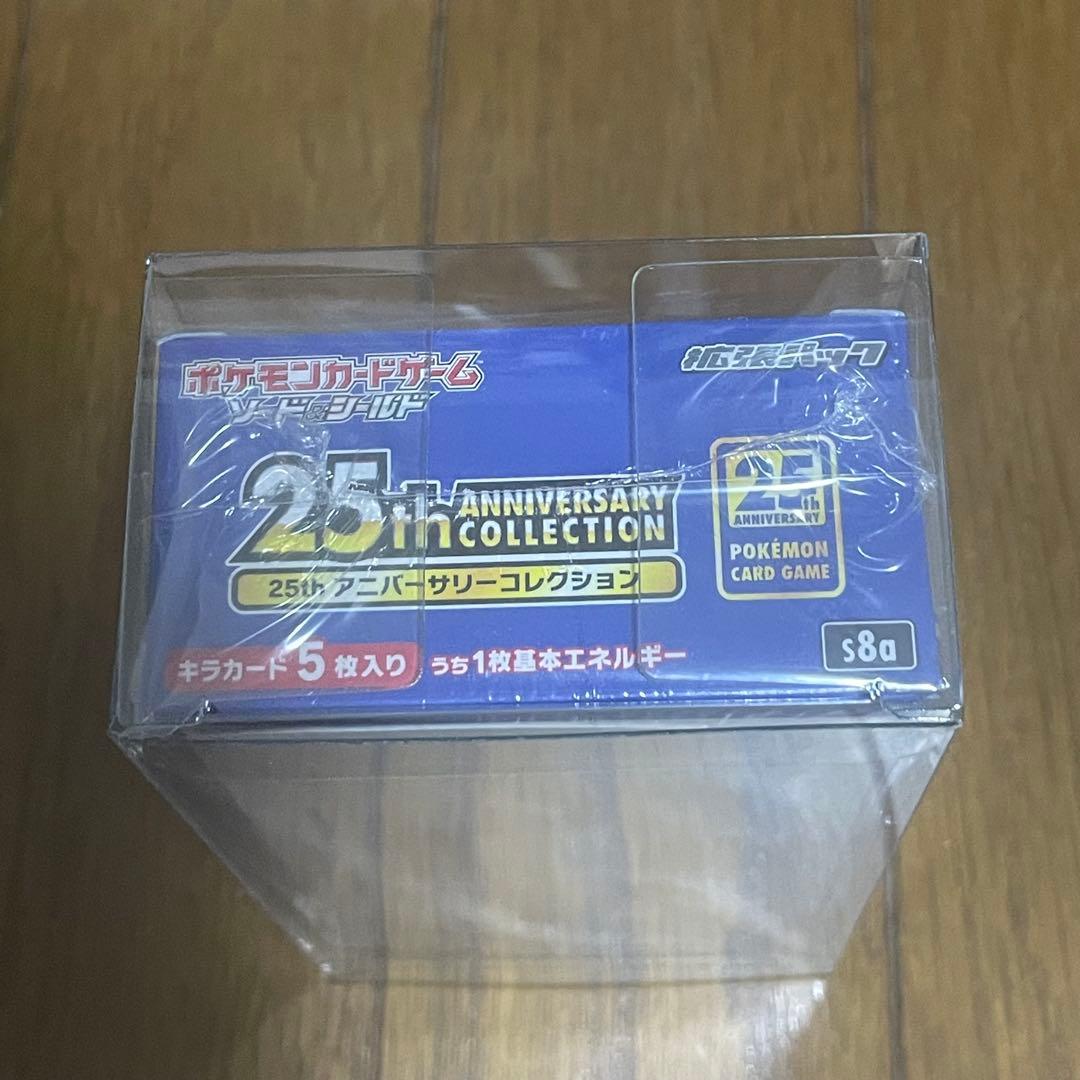 ポケモンカードゲーム
ソード&シールド
拡張パック
25th ANNIVERSARY COLLECTION
25th アニバーサリーコレクション
25th
ANNIVERSARY
POKÉMON
CARD GAME
キラカード 5 枚入り うち1枚基本エネルギー
s8a